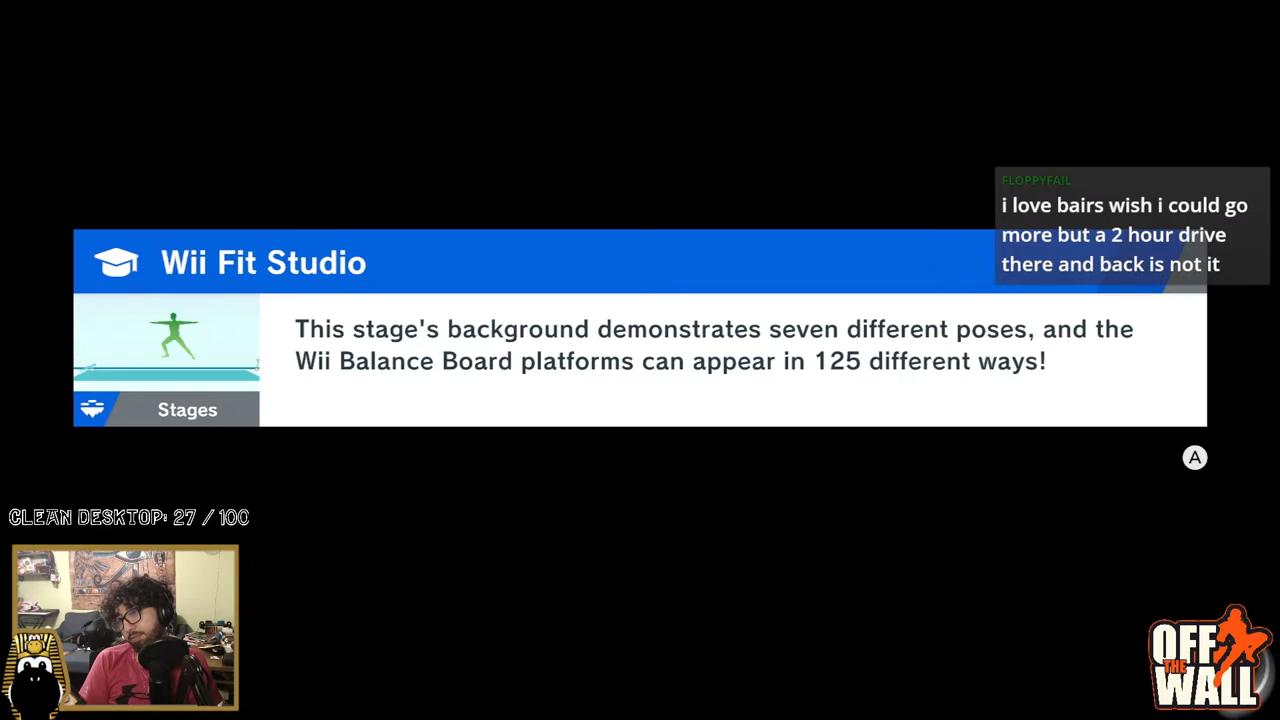 FLOPPYFAIL
i love bairs wish i could go
more but a 2 hour drive
there and back is not it
Wii Fit Studio
This stage's background demonstrates seven different poses, and the
Wii Balance Board platforms can appear in 125 different ways!
Stages
A
CLEAN DESKTOP: 27 / 100
OFF
THE
WALL